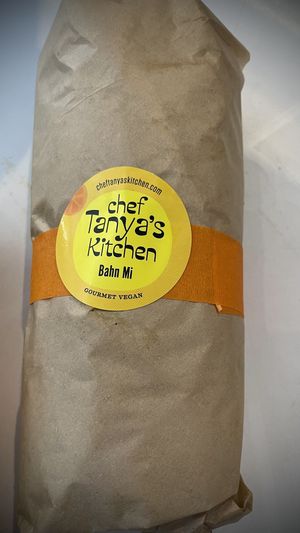 cheftanyaskitchen.com
chef
Tanya's
Kitchen
Bahn Mi
GOURMET VEGAN